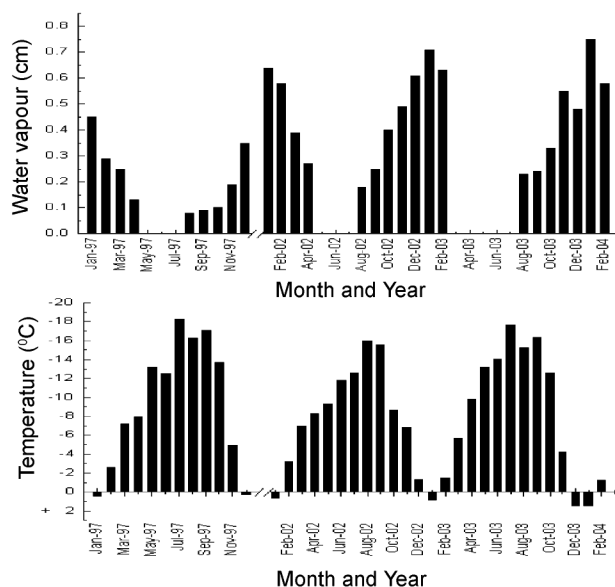 Water vapour (cm)
0.8
0.7
0.6
0.5
0.4
0.3
0.2
0.1
0.0
Jan-97
Mar-97
May-97
Jul-97
Sep-97
Nov-97
Feb-02
Apr-02
Jun-02
Aug-02
Oct-02
Dec-02
Feb-03
Apr-03
Jun-03
Aug-03
Oct-03
Dec-03
Feb-04
Month and Year
Temperature (⁰C)
-20
-18
-16
-14
-12
-8
-6
-4
-2
0
+ 2
Jan-97
Mar-97
May-97
Jul-97
Sep-97
Nov-97
Feb-02
Apr-02
Jun-02
Aug-02
Oct-02
Dec-02
Feb-03
Apr-03
Jun-03
Aug-03
Oct-03
Dec-03
Feb-04
Month and Year